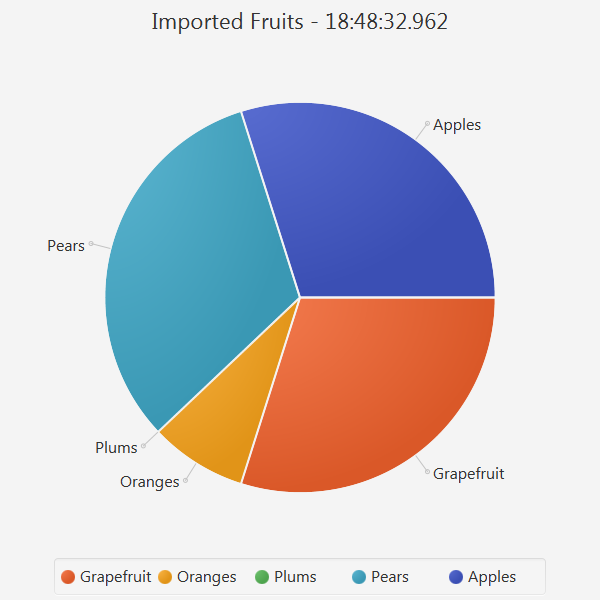 Imported Fruits - 18:48:32.962
Apples
Pears
Plums
Oranges
Grapefruit
Grapefruit Oranges Plums Pears Apples